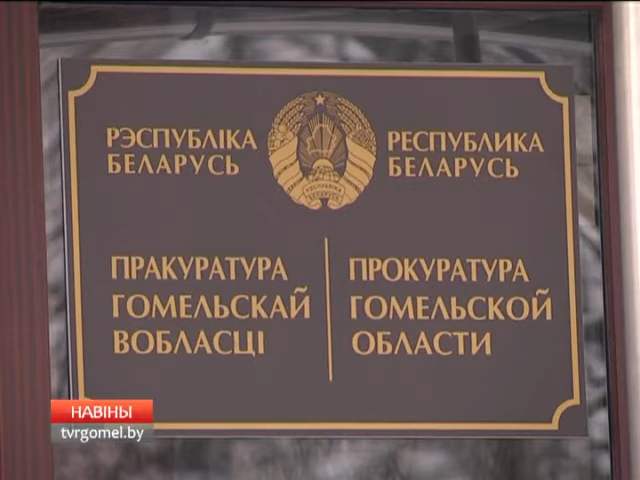 РЭСПУБЛІКА
БЕЛАРУСЬ
РЕСПУБЛИКА
БЕЛАРУСЬ
ПРАКУРАТУРА
ГОМЕЛЬСКАЙ
ВОБЛАСЦІ
ПРОКУРАТУРА
ГОМЕЛЬСКОЙ
ОБЛАСТИ
НАВІНЫ
tvrgomel.by